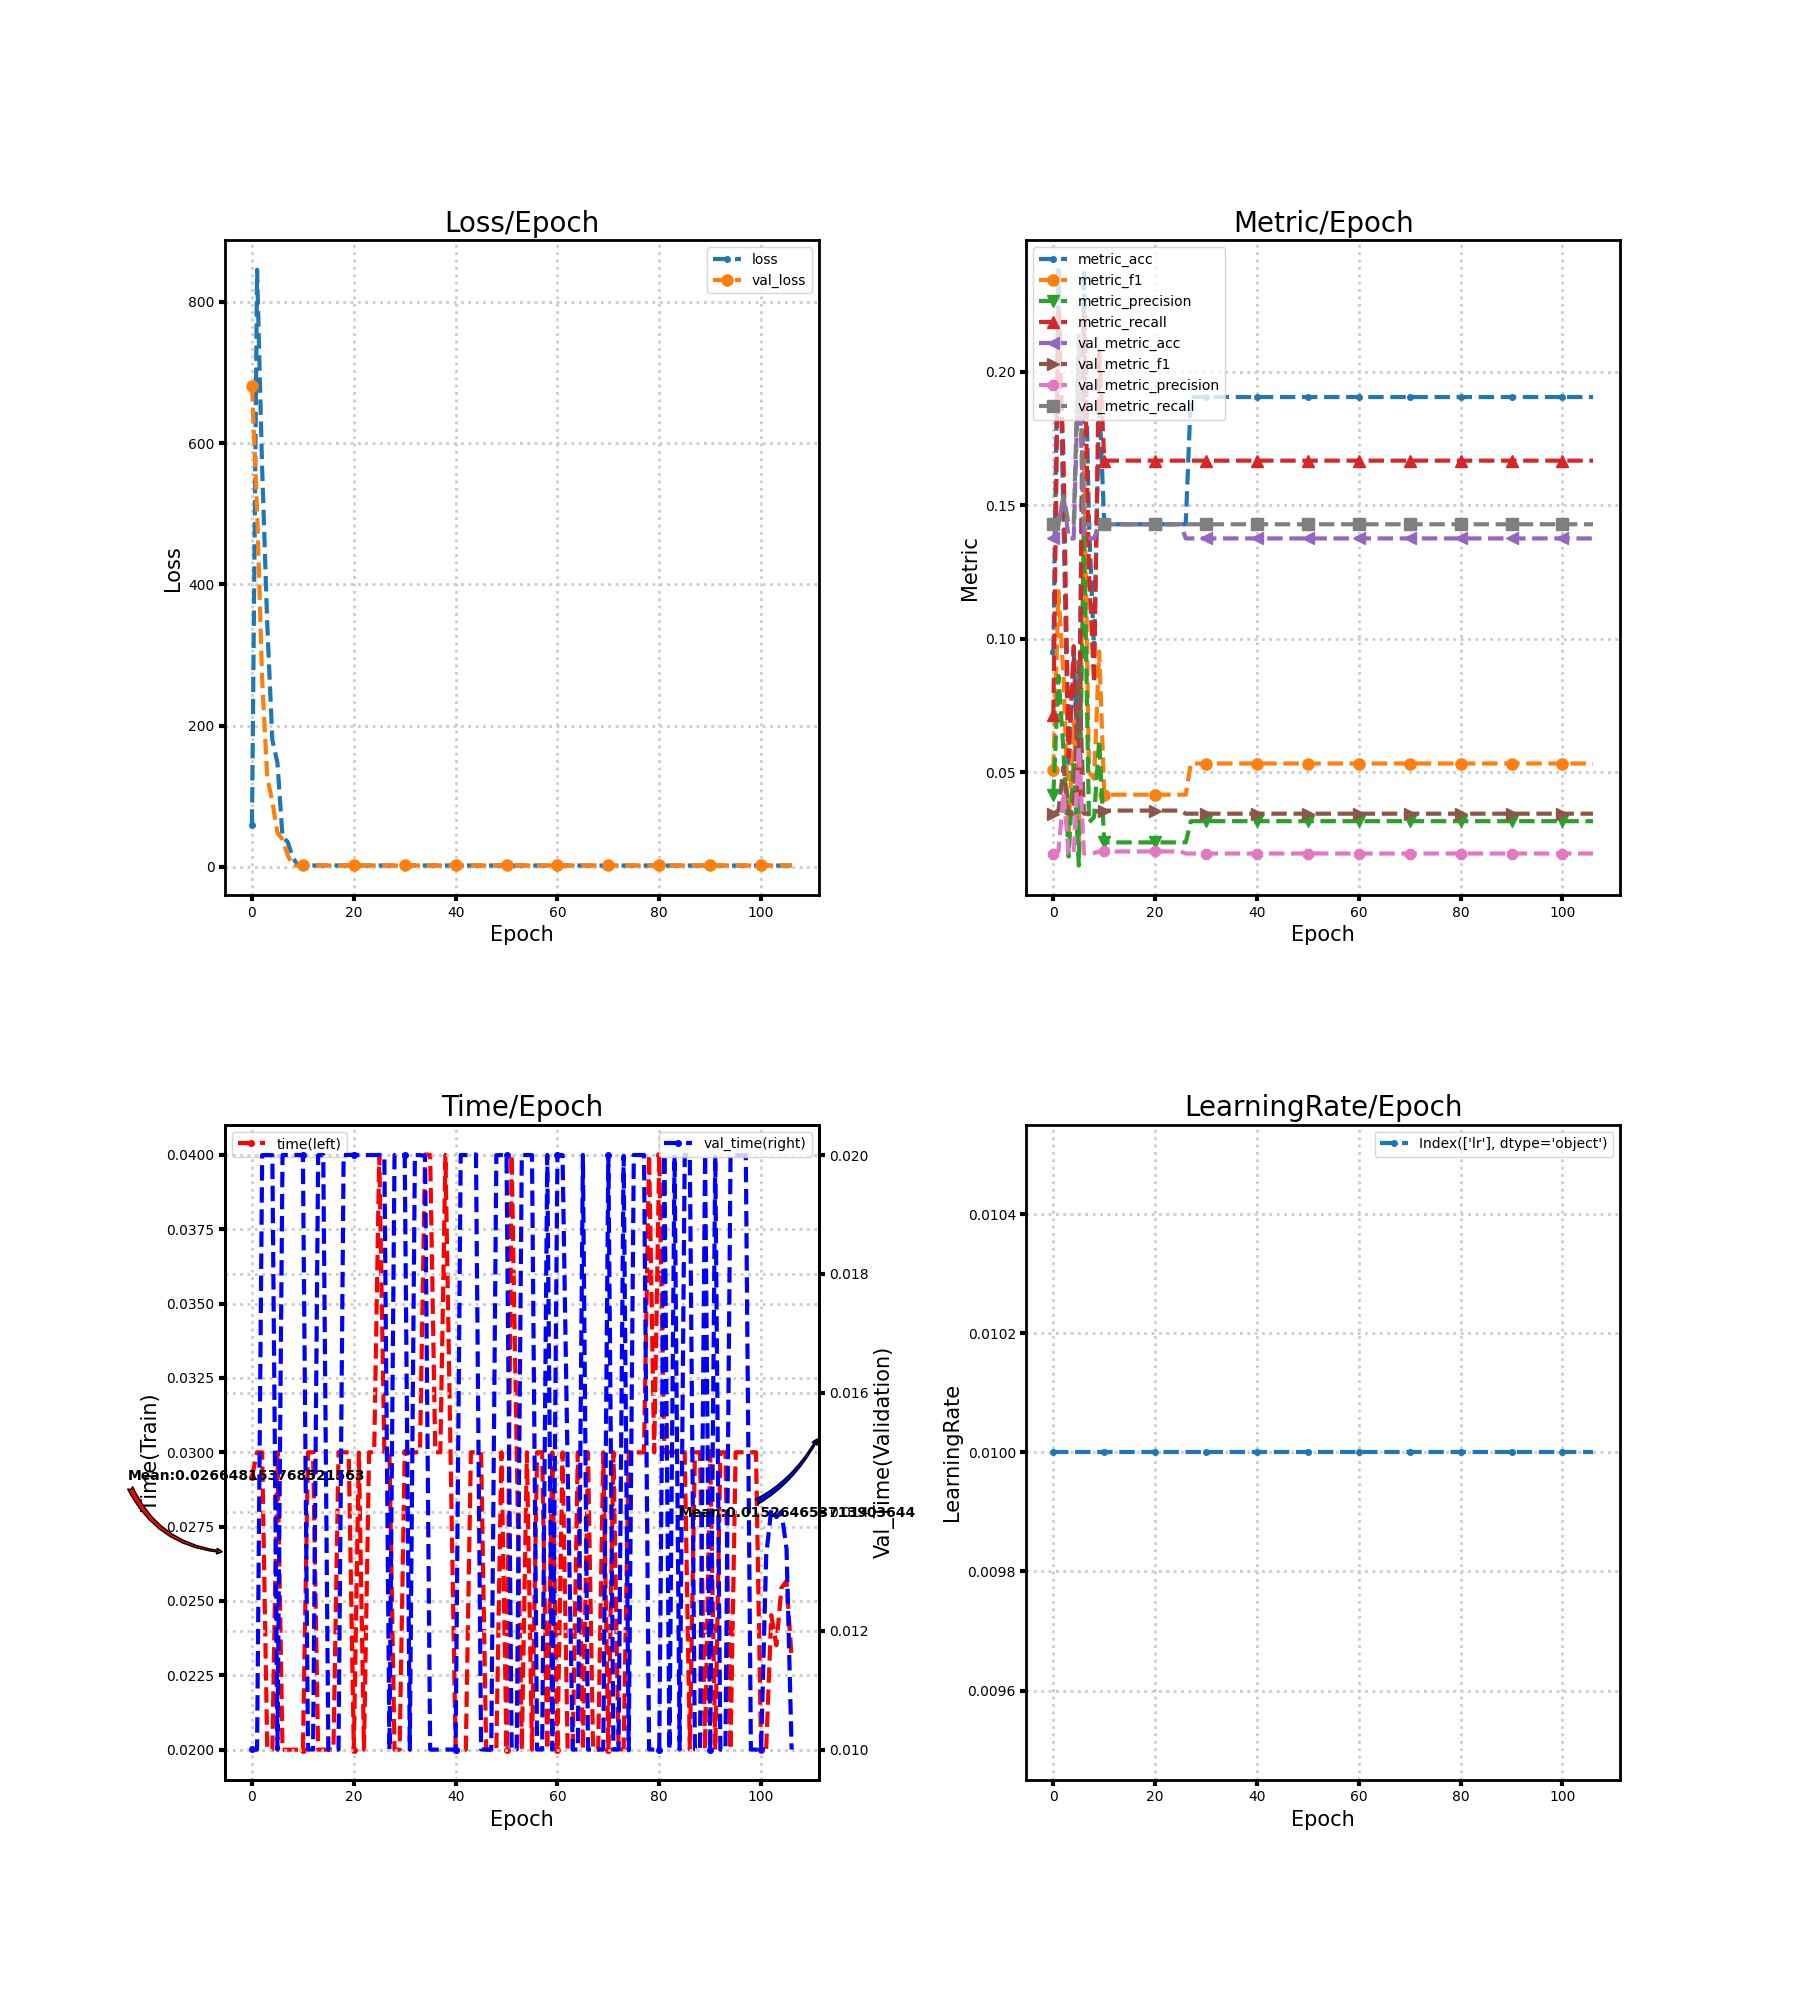 Loss/Epoch
loss
val_loss
800
600
400
200
0
Loss
0 20 40 60 80 100
Epoch
Metric/Epoch
metric_acc
metric_f1
metric_precision
metric_recall
val_metric_acc
val_metric_f1
val_metric_precision
val_metric_recall
0.20
0.15
0.10
0.05
Metric
0 20 40 60 80 100
Epoch
Time/Epoch
time(left)
val_time(right)
0.0400
0.0375
0.0350
0.0325
0.0300
0.0275
0.0250
0.0225
0.0200
Time(Train)
Mean:0.026648153768521563
0.020
0.018
0.016
0.014
0.012
0.010
Val_Time(Validation)
0 20 40 60 80 100
Epoch
LearningRate/Epoch
Index(['lr'], dtype='object')
0.0104
0.0102
0.0100
0.0098
0.0096
LearningRate
0 20 40 60 80 100
Epoch